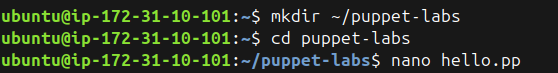 ubuntu@ip-172-31-10-101:~$ mkdir ~/puppet-labs
ubuntu@ip-172-31-10-101:~$ cd puppet-labs
ubuntu@ip-172-31-10-101:~/puppet-labs$ nano hello.pp